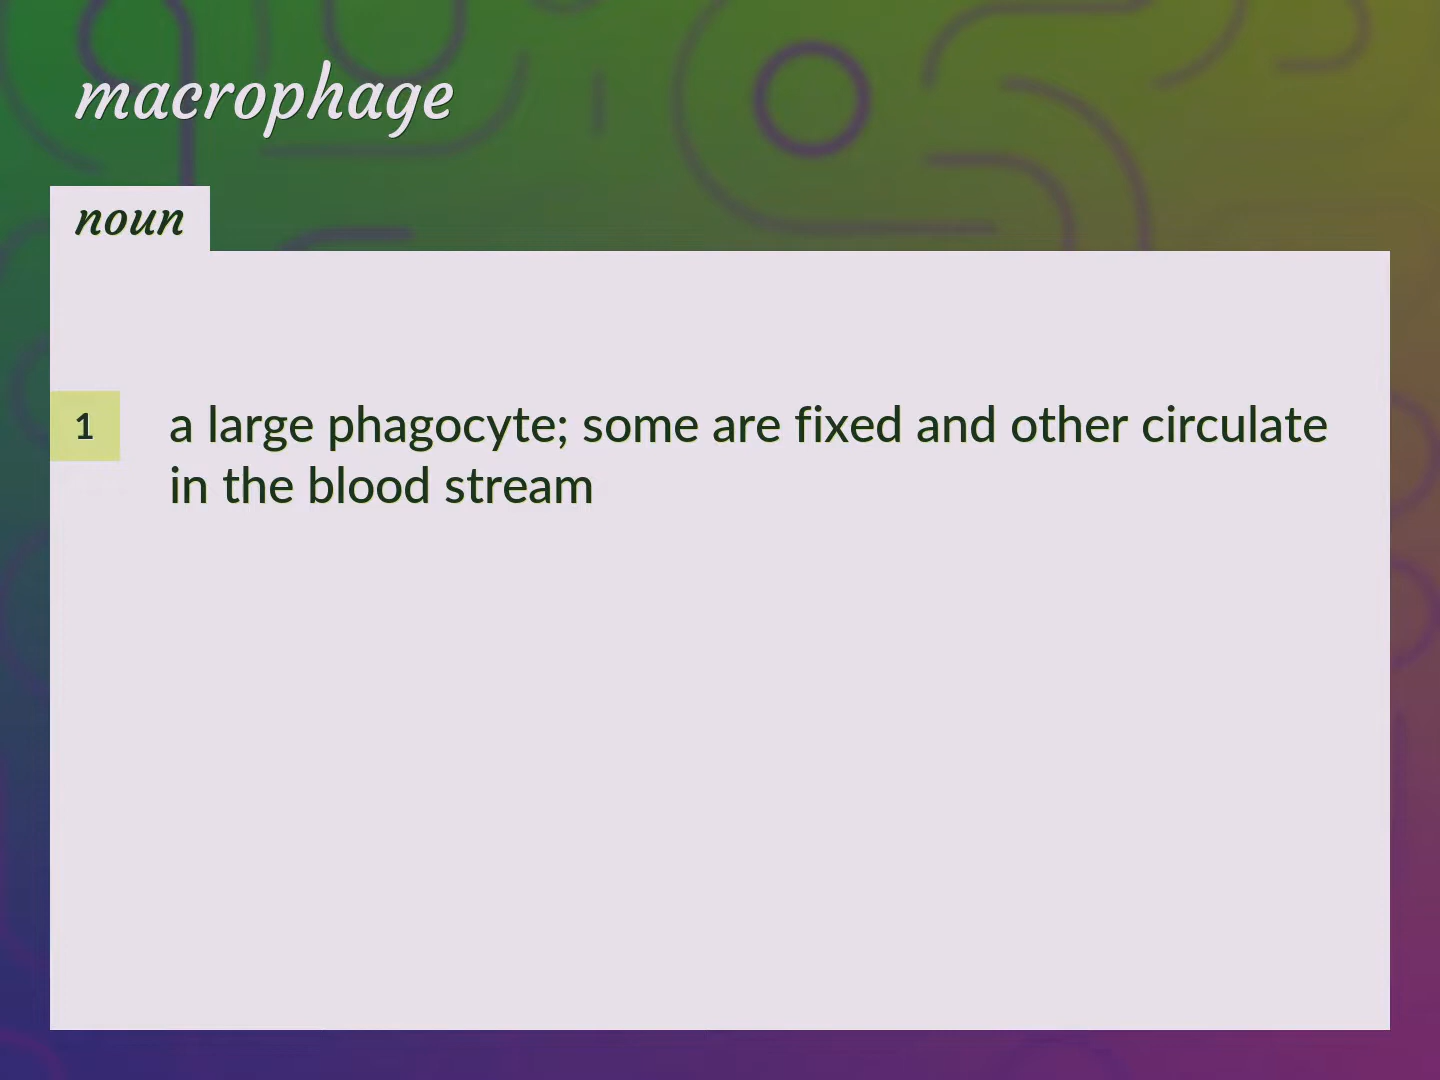 macrophage
noun
1 a large phagocyte; some are fixed and other circulate
in the blood stream